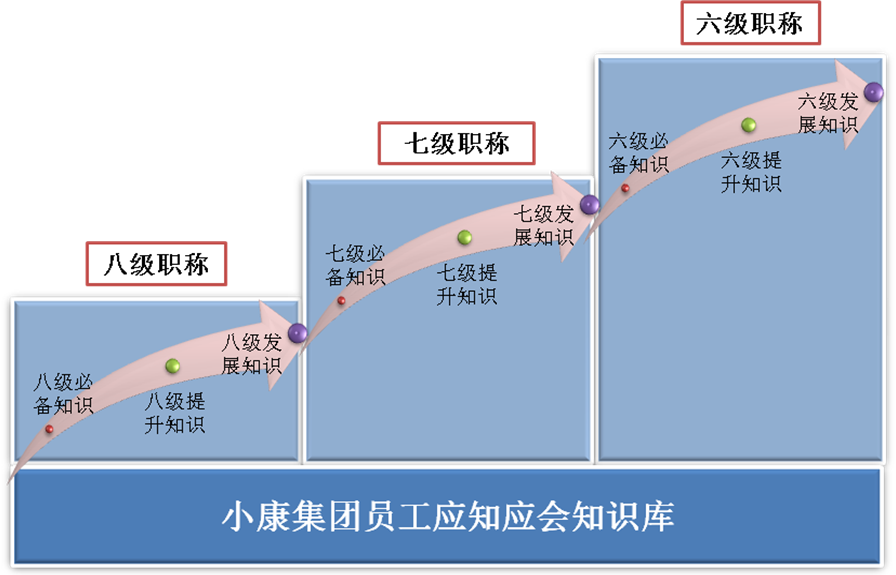 六级职称
六级发
展知识
六级必
备知识
六级提
升知识
七级职称
七级发
展知识
七级必
备知识
七级提
升知识
八级职称
八级发
展知识
八级必
备知识
八级提
升知识
小康集团员工应知应会知识库